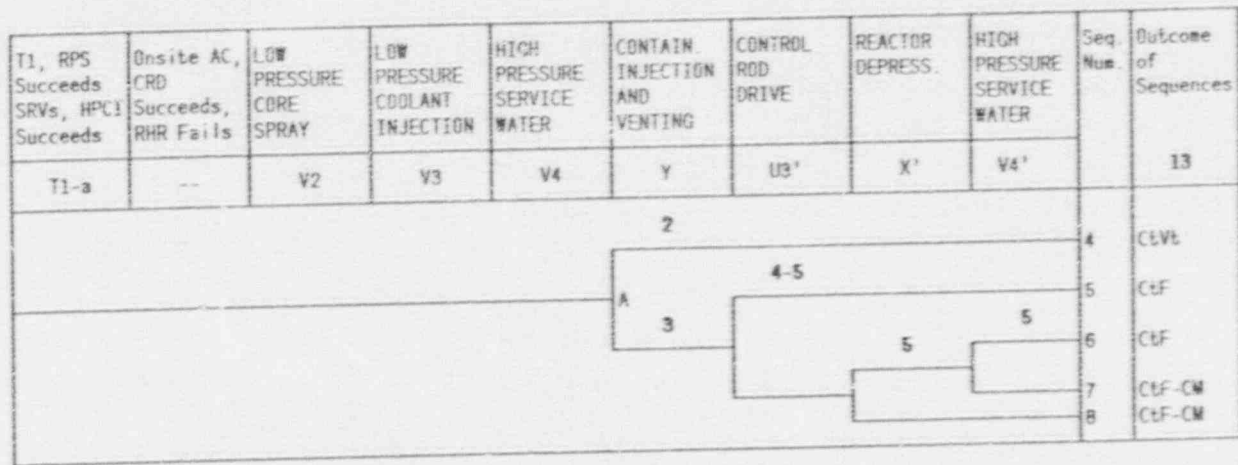 T1, RPS Succeeds SRVs, HPCI Succeeds
Onsite AC, CRD Succeeds, RHR Fails
LOW PRESSURE CORE SPRAY
LOW PRESSURE COOLANT INJECTION
HIGH PRESSURE SERVICE WATER
CONTAIN. INJECTION AND VENTING
CONTROL ROD DRIVE
REACTOR DEPRESS.
HIGH PRESSURE SERVICE WATER
Seq. Num.
Outcome of Sequences
T1-a
--
V2
V3
V4
Y
U3'
X'
V4'
13
2
4 CtVt
4-5
A
5 CtF
3
5
5
6 CtF
7 CtF-CM
8 CtF-CM